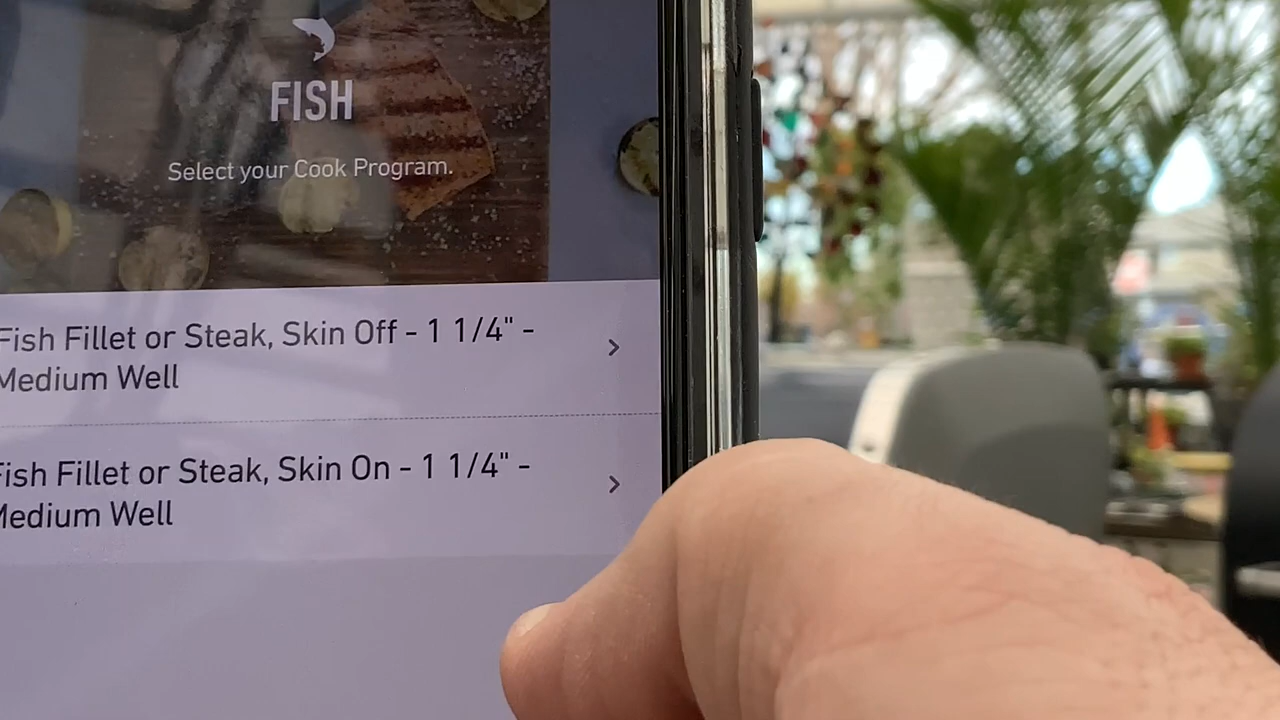 FISH
Select your Cook Program.
Fish Fillet or Steak, Skin Off - 1 1/4" -
Medium Well
Fish Fillet or Steak, Skin On - 1 1/4" -
Medium Well